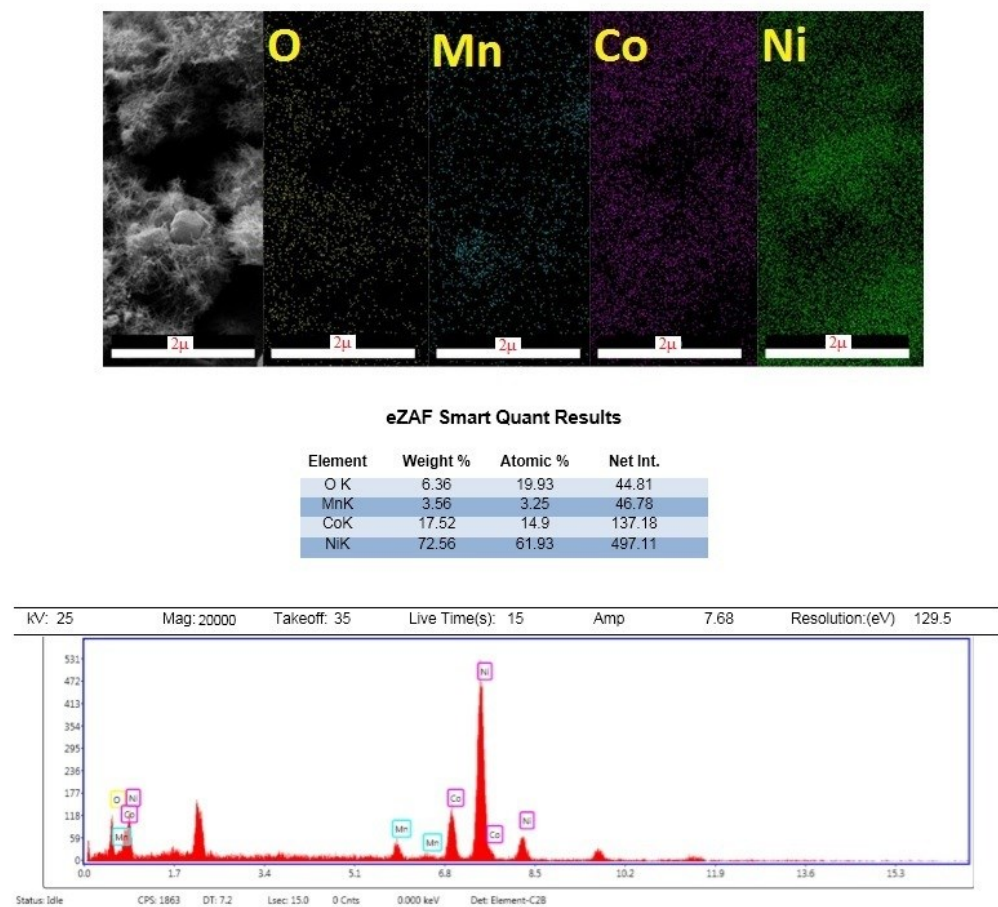 O Mn Co Ni
2μ 2μ 2μ 2μ 2μ
eZAF Smart Quant Results
Element Weight % Atomic % Net Int.
O K 6.36 19.93 44.81
MnK 3.56 3.25 46.78
CoK 17.52 14.9 137.18
NiK 72.56 61.93 497.11
kV: 25 Mag: 20000 Takeoff: 35 Live Time(s): 15 Amp 7.68 Resolution:(eV) 129.5
531
472
413
354
295
236
177
118
59
0
Ni
O Ni Co
Co
Mn Mn Mn Co Ni
0.0 1.7 3.4 5.1 6.8 8.5 10.2 11.9 13.6 15.3
Status: Idle CPS: 1863 DT: 7.2 Lsec: 15.0 0 Cnts 0.000 keV Det: Element-C2B